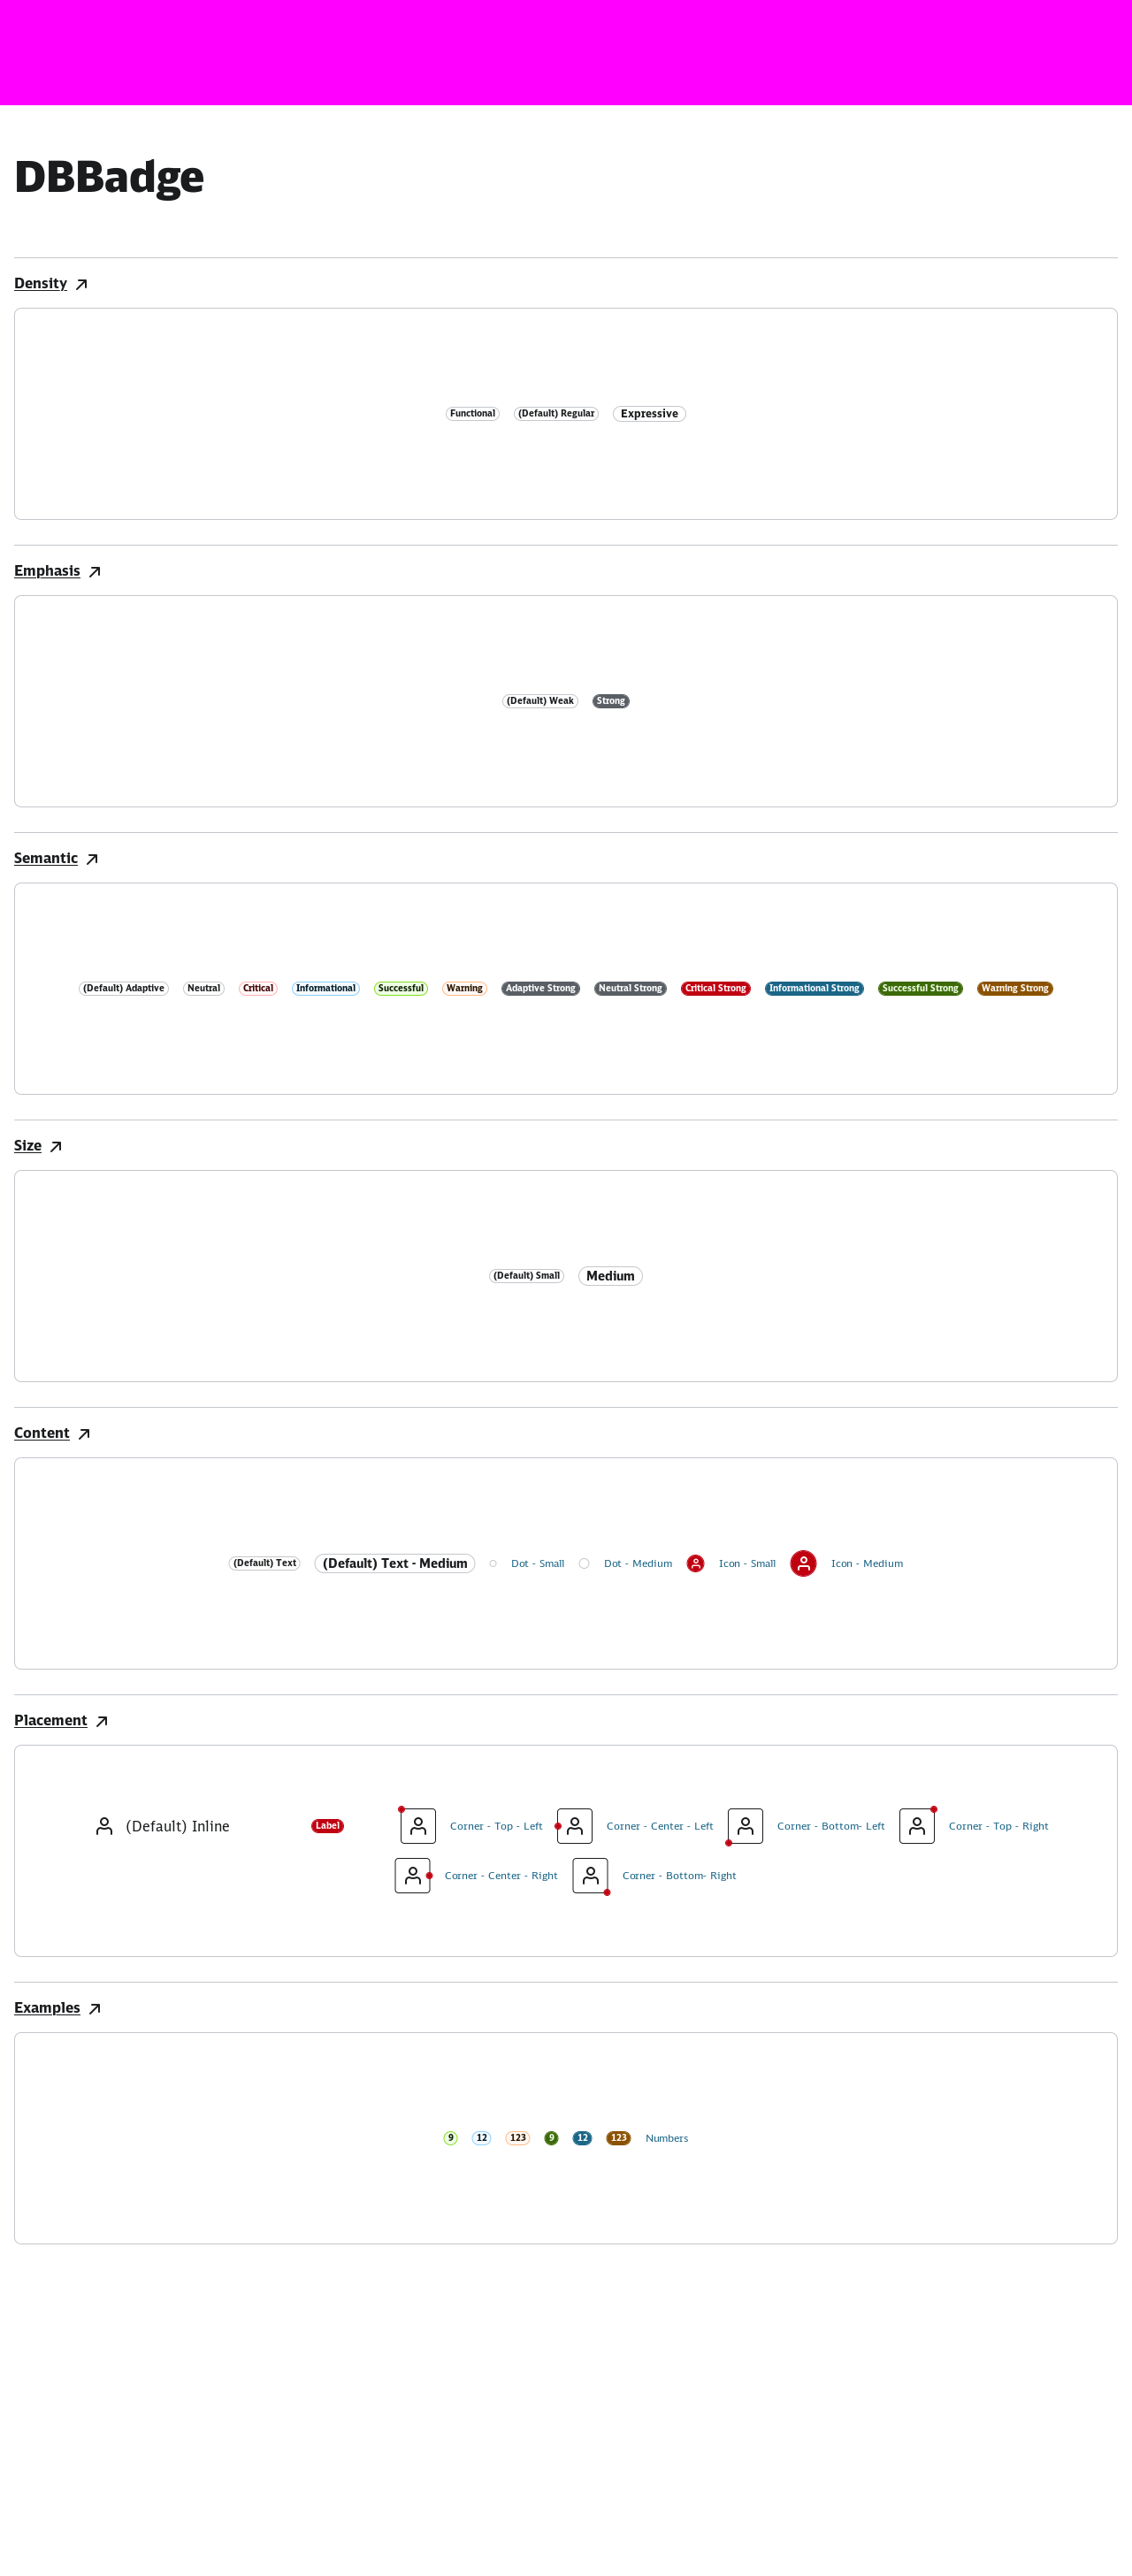 DBBadge
Density
Functional (Default) Regular Expressive
Emphasis
(Default) Weak Strong
Semantic
(Default) Adaptive Neutral Critical Informational Successful Warning Adaptive Strong Neutral Strong Critical Strong Informational Strong Successful Strong Warning Strong
Size
(Default) Small Medium
Content
(Default) Text (Default) Text - Medium Dot - Small Dot - Medium Icon - Small Icon - Medium
Placement
(Default) Inline Label Corner - Top - Left Corner - Center - Left Corner - Bottom- Left Corner - Top - Right
Corner - Center - Right Corner - Bottom- Right
Examples
9 12 123 9 12 123 Numbers